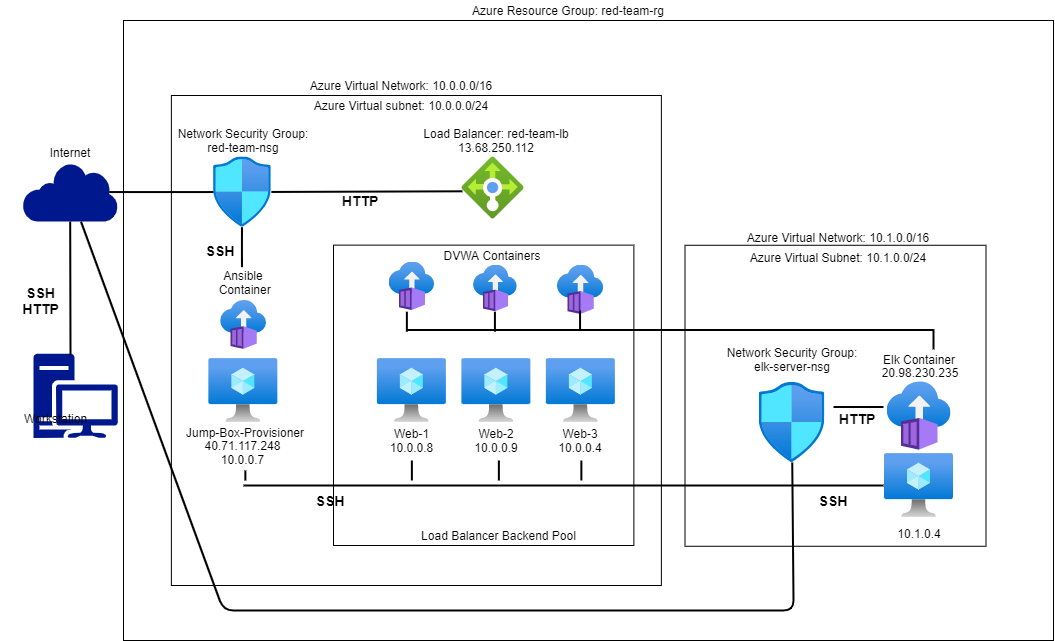 Azure Resource Group: red-team-rg
Azure Virtual Network: 10.0.0.0/16
Azure Virtual subnet: 10.0.0.0/24
Network Security Group:
red-team-nsg
Load Balancer: red-team-lb
13.68.250.112
Internet
HTTP
SSH
Ansible
Container
DVWA Containers
Azure Virtual Network: 10.1.0.0/16
Azure Virtual Subnet: 10.1.0.0/24
SSH
HTTP
Network Security Group:
elk-server-nsg
Elk Container
20.98.230.235
HTTP
Workstation
Jump-Box-Provisioner
40.71.117.248
10.0.0.7
Web-1
10.0.0.8
Web-2
10.0.0.9
Web-3
10.0.0.4
SSH
SSH
Load Balancer Backend Pool
10.1.0.4